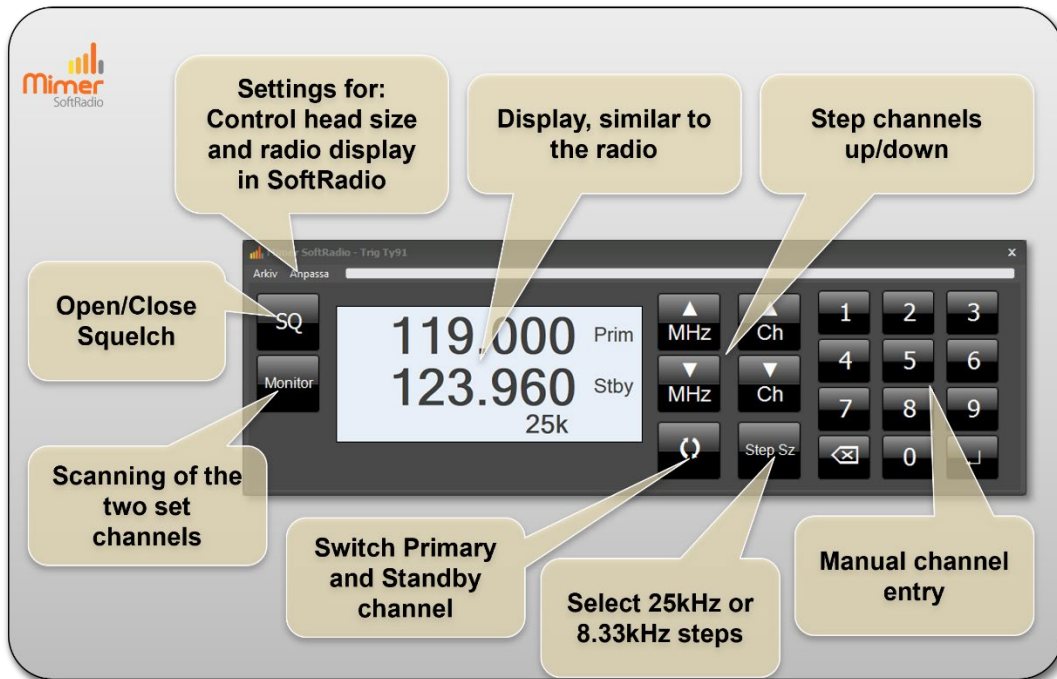 Mimer
SoftRadio
Settings for:
Control head size
and radio display
in SoftRadio
Display, similar to
the radio
Step channels
up/down
Mimer SoftRadio - Trig Ty91
x
Arkiv Anpassa
Open/Close
Squelch
SQ
Monitor
119.000 Prim
123.960 Stby
25k
MHz
Ch
MHz
Ch
Step Sz
1 2 3
4 5 6
7 8 9
0
Scanning of the
two set
channels
Switch Primary
and Standby
channel
Select 25kHz or
8.33kHz steps
Manual channel
entry